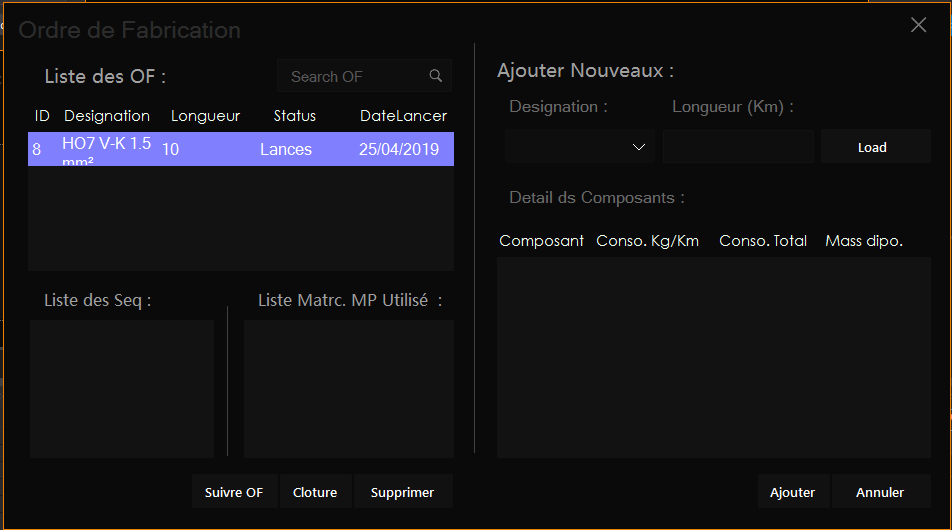 Ordre de Fabrication
Liste des OF :
Search OF
ID Designation Longueur Status DateLancer
8 HO7 V-K 1.5 10 Lances 25/04/2019
mm²
Liste des Seq :
Liste Matrc. MP Utilisé :
Suivre OF Cloture Supprimer
Ajouter Nouveaux :
Designation : Longueur (Km) :
Load
Detail ds Composants :
Composant Conso. Kg/Km Conso. Total Mass dipo.
Ajouter Annuler